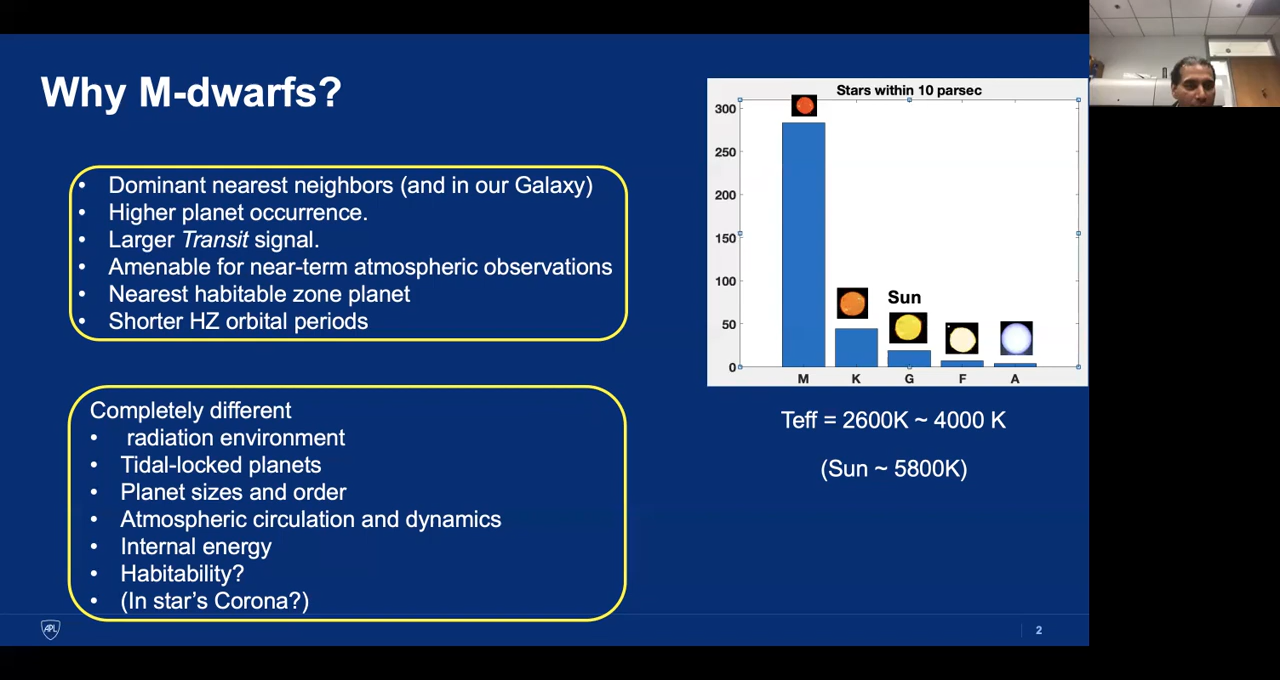 Why M-dwarfs?
• Dominant nearest neighbors (and in our Galaxy)
• Higher planet occurrence.
• Larger Transit signal.
• Amenable for near-term atmospheric observations
• Nearest habitable zone planet
• Shorter HZ orbital periods
Completely different
• radiation environment
• Tidal-locked planets
• Planet sizes and order
• Atmospheric circulation and dynamics
• Internal energy
• Habitability?
• (In star's Corona?)
Stars within 10 parsec
300
250
200
150
100
50
0
Sun
M K G F A
Teff = 2600K ~ 4000 K
(Sun ~ 5800K)
APL
2